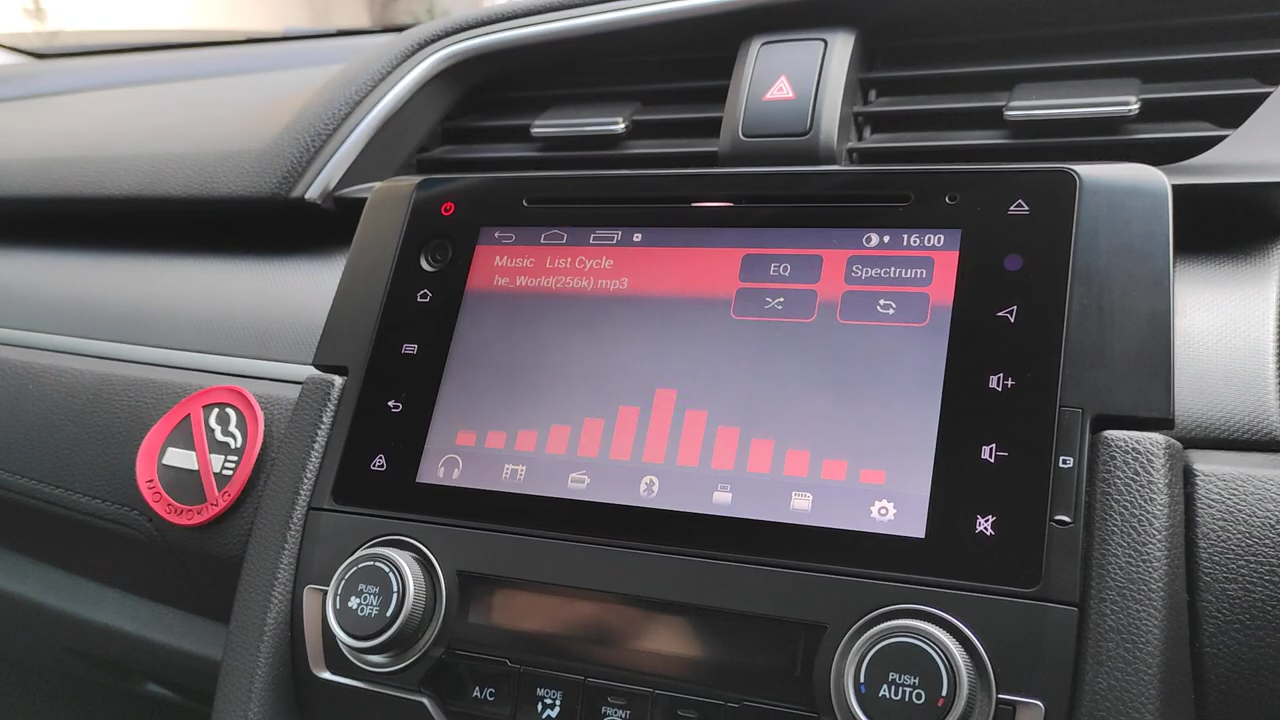 16:00
Music List Cycle
EQ
Spectrum
he_World(256k).mp3
NO SMOKING
PUSH
ON/
OFF
A/C
MODE
FRONT
PUSH
AUTO